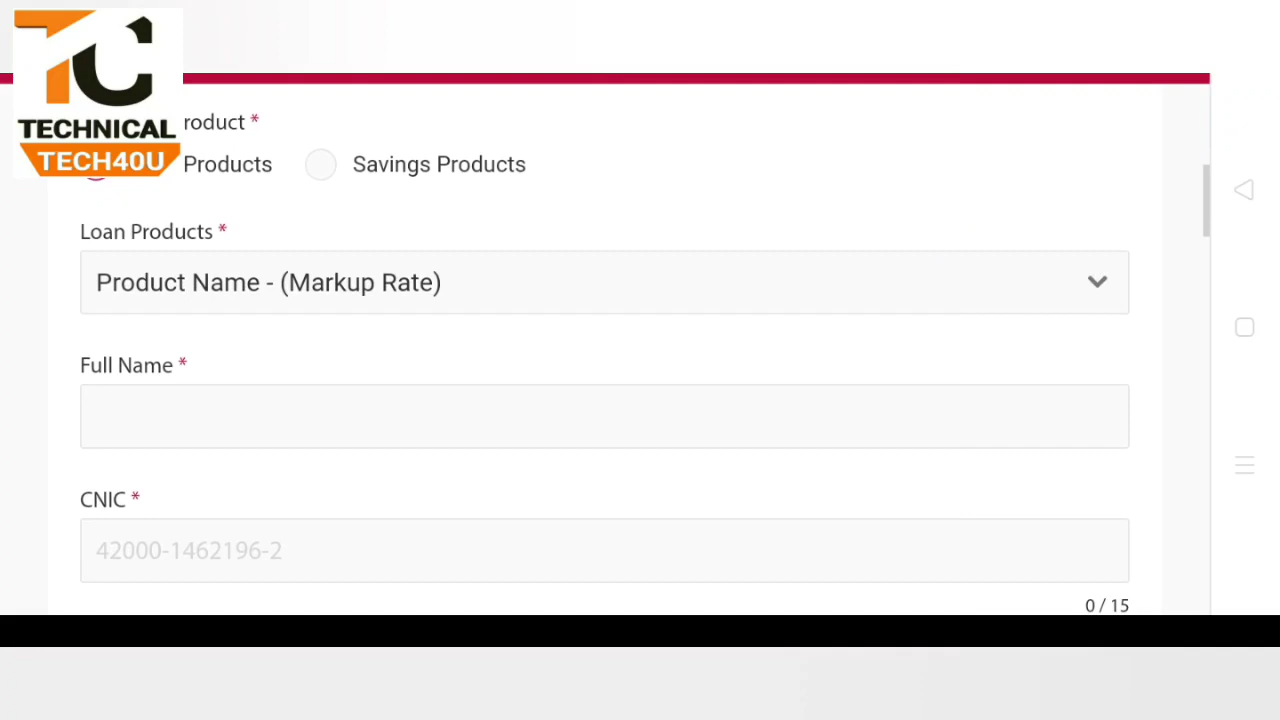 TC
TECHNICAL
TECH40U
roduct *
Products
Savings Products
Loan Products *
Product Name - (Markup Rate)
Full Name *
CNIC *
42000-1462196-2
0 / 15